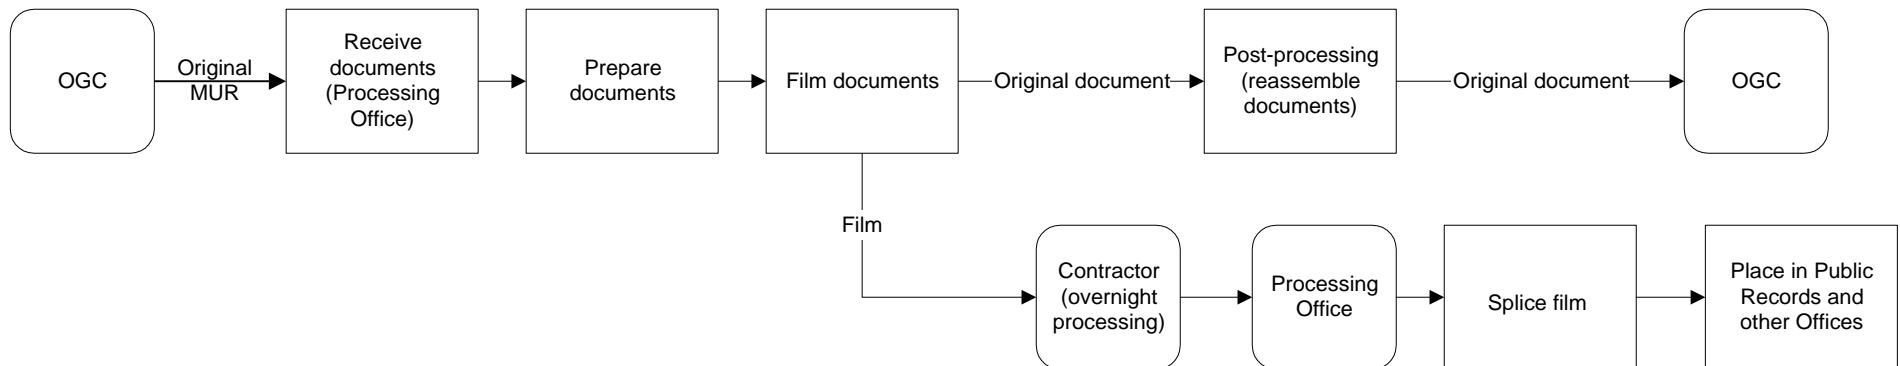 OGC
Original
MUR
Receive
documents
(Processing
Office)
Prepare
documents
Film documents
Original document
Post-processing
(reassemble
documents)
Original document
OGC
Film
Contractor
(overnight
processing)
Processing
Office
Splice film
Place in Public
Records and
other Offices